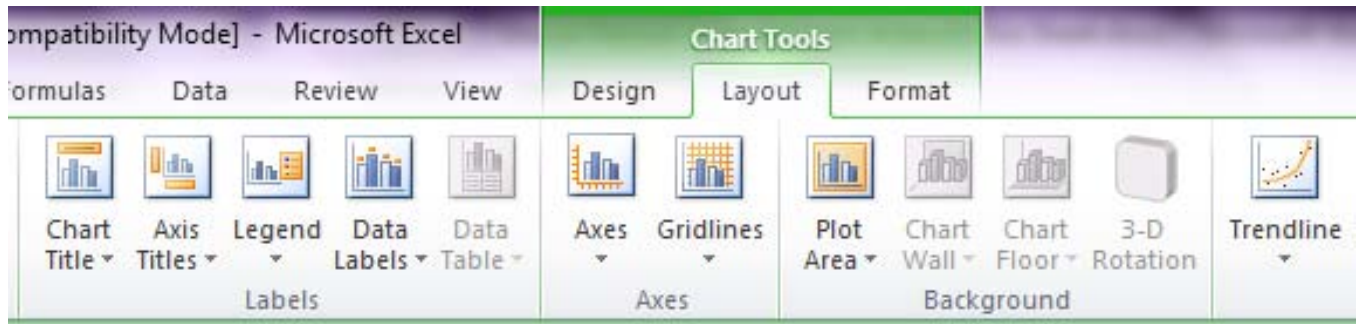 ompatibility Mode] - Microsoft Excel
Chart Tools
ormulas Data Review View Design Layout Format
Chart Title Axis Titles Legend Data Labels Data Table Axes Gridlines Plot Area Chart Wall Chart Floor 3-D Rotation Trendline
Labels Axes Background